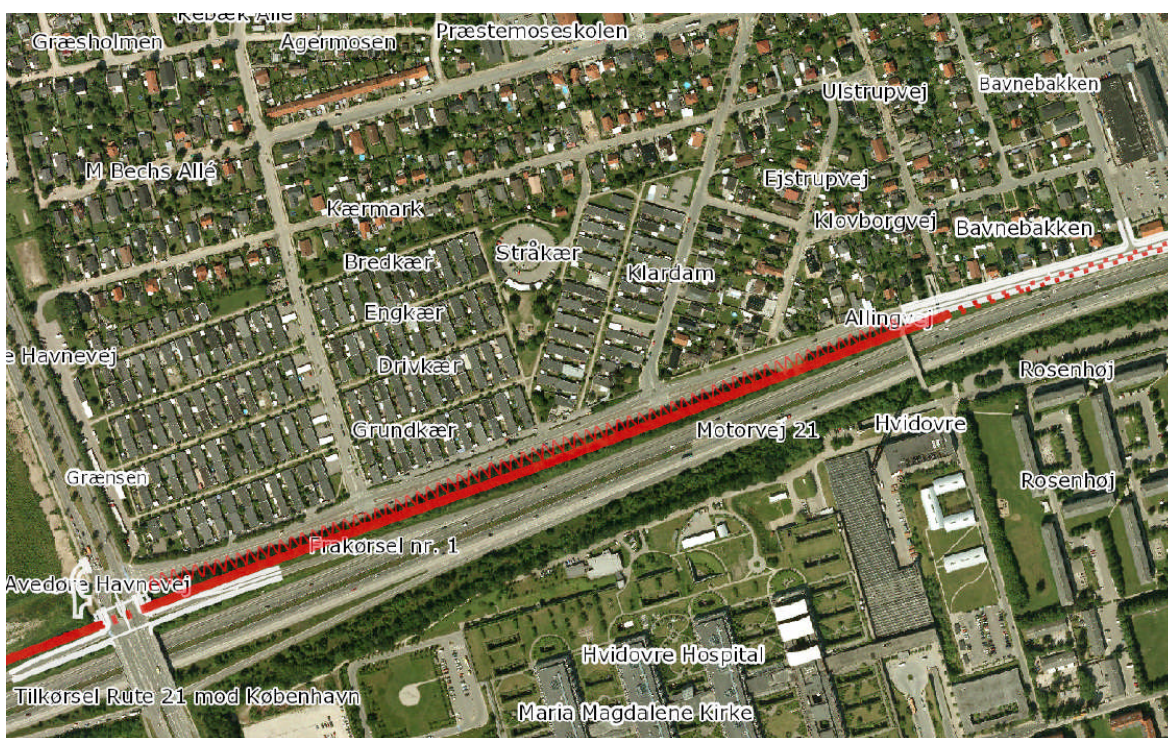 Kebæk Allé
Præstemoseskolen
Græsholmen
Agermosen
Bavnebakken
Ulstrupvej
M Bechs Allé
Ejstrupvej
Kærmark
Klovborgvej
Bavnebakken
Stråkær
Bredkær
Klardam
Engkær
Allingvej
e Havnevej
Drivkær
Rosenhøj
Hvidovre
Grundkær
Motorvej 21
Grænsen
Rosenhøj
Frakørsel nr. 1
Avedøre Havnevej
Hvidovre Hospital
Tilkørsel Rute 21 mod København
Maria Magdalene Kirke